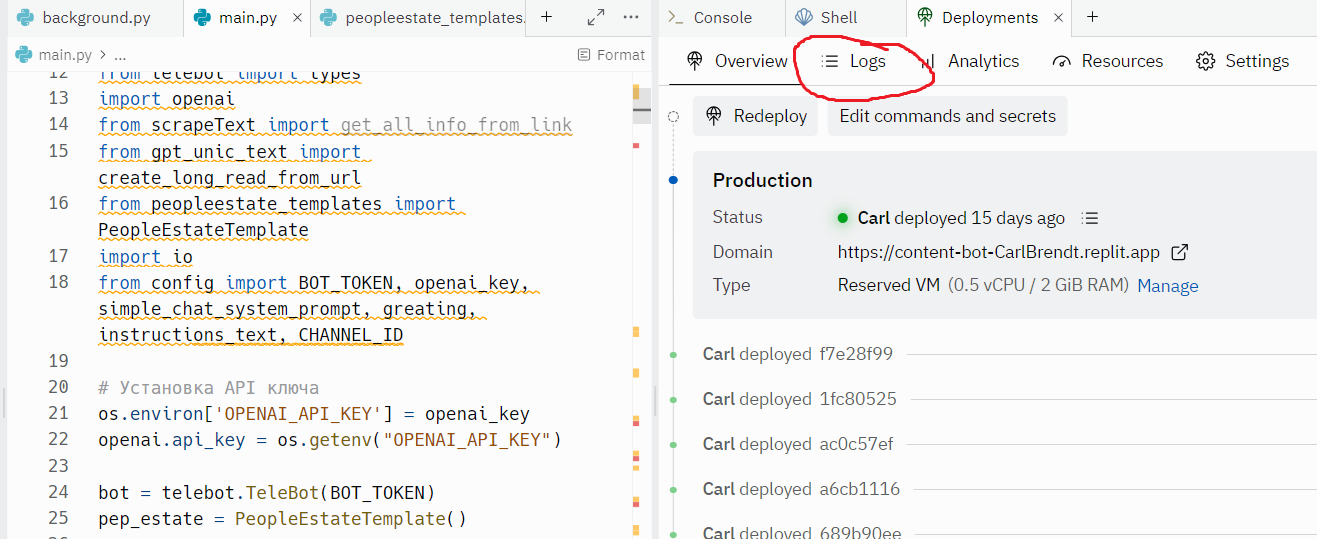 background.py
main.py
peopleestate_templates.
Console
Shell
Deployments
main.py > ...
Format
Overview
Logs
Analytics
Resources
Settings
12 from telebot import types
13 import openai
14 from scrapeText import get_all_info_from_link
15 from gpt_unic_text import
create_long_read_from_url
16 from peopleestate_templates import
PeopleEstateTemplate
17 import io
18 from config import BOT_TOKEN, openai_key,
simple_chat_system_prompt, greating,
instructions_text, CHANNEL_ID
19
20 # Установка API ключа
21 os.environ['OPENAI_API_KEY'] = openai_key
22 openai.api_key = os.getenv("OPENAI_API_KEY")
23
24 bot = telebot.TeleBot(BOT_TOKEN)
25 pep_estate = PeopleEstateTemplate()
Redeploy
Edit commands and secrets
Production
Status Carl deployed 15 days ago
Domain https://content-bot-CarlBrendt.replit.app
Type Reserved VM (0.5 vCPU / 2 GiB RAM) Manage
Carl deployed f7e28f99
Carl deployed 1fc80525
Carl deployed ac0c57ef
Carl deployed a6cb1116
Carl deployed 689b90ee